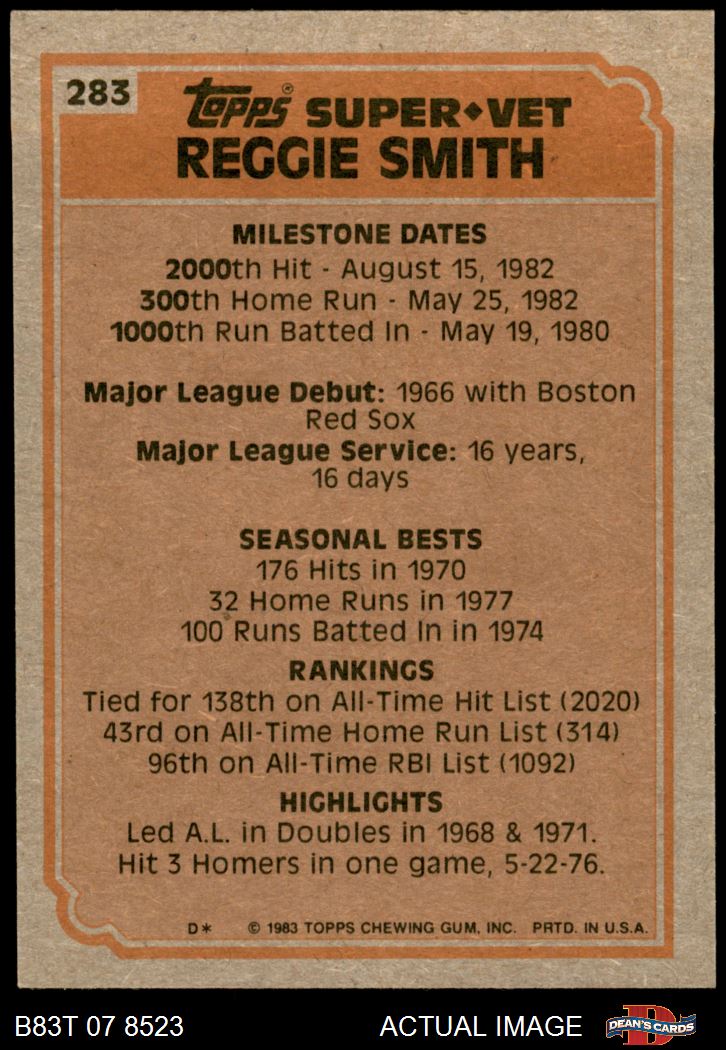 283
Topps® SUPER◆VET
REGGIE SMITH
MILESTONE DATES
2000th Hit - August 15, 1982
300th Home Run - May 25, 1982
1000th Run Batted In - May 19, 1980
Major League Debut: 1966 with Boston
Red Sox
Major League Service: 16 years,
16 days
SEASONAL BESTS
176 Hits in 1970
32 Home Runs in 1977
100 Runs Batted In in 1974
RANKINGS
Tied for 138th on All-Time Hit List (2020)
43rd on All-Time Home Run List (314)
96th on All-Time RBI List (1092)
HIGHLIGHTS
Led A.L. in Doubles in 1968 & 1971.
Hit 3 Homers in one game, 5-22-76.
D* © 1983 TOPPS CHEWING GUM, INC. PRTD. IN U.S.A.
B83T 07 8523 ACTUAL IMAGE D DEAN'S CARDS